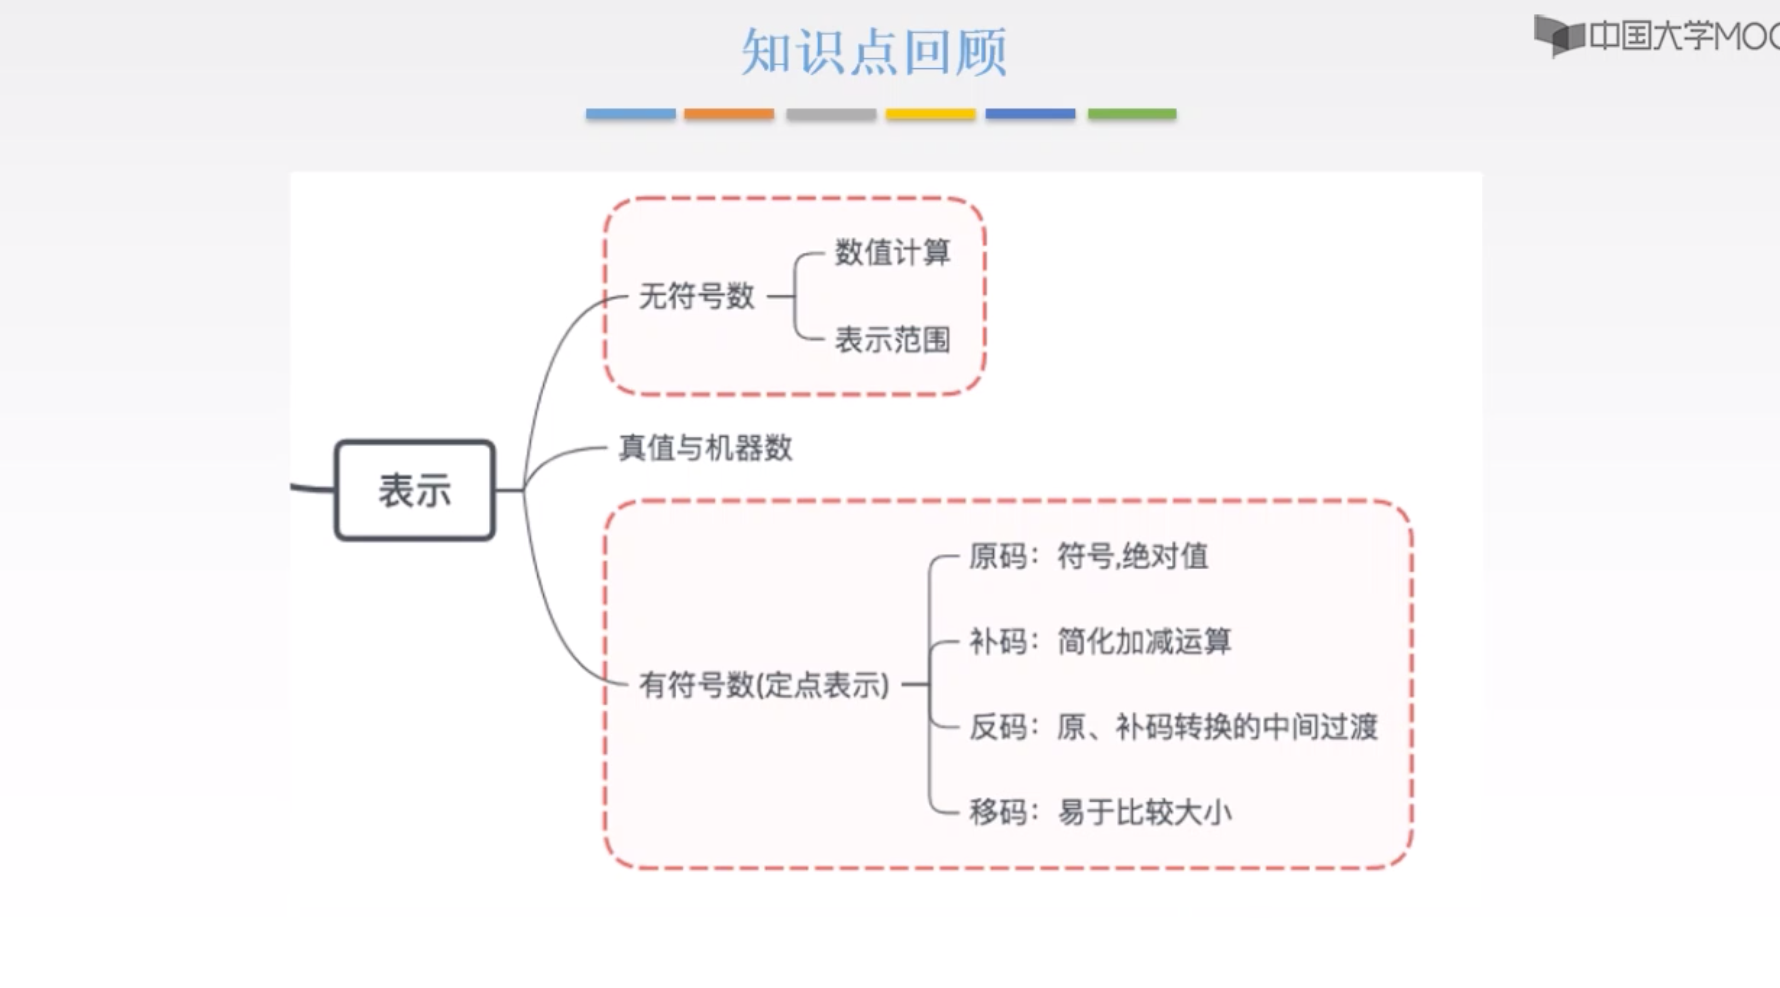 知识点回顾
中国大学MOO
数值计算
无符号数
表示范围
真值与机器数
表示
原码：符号,绝对值
补码：简化加减运算
有符号数(定点表示)
反码：原、补码转换的中间过渡
移码：易于比较大小